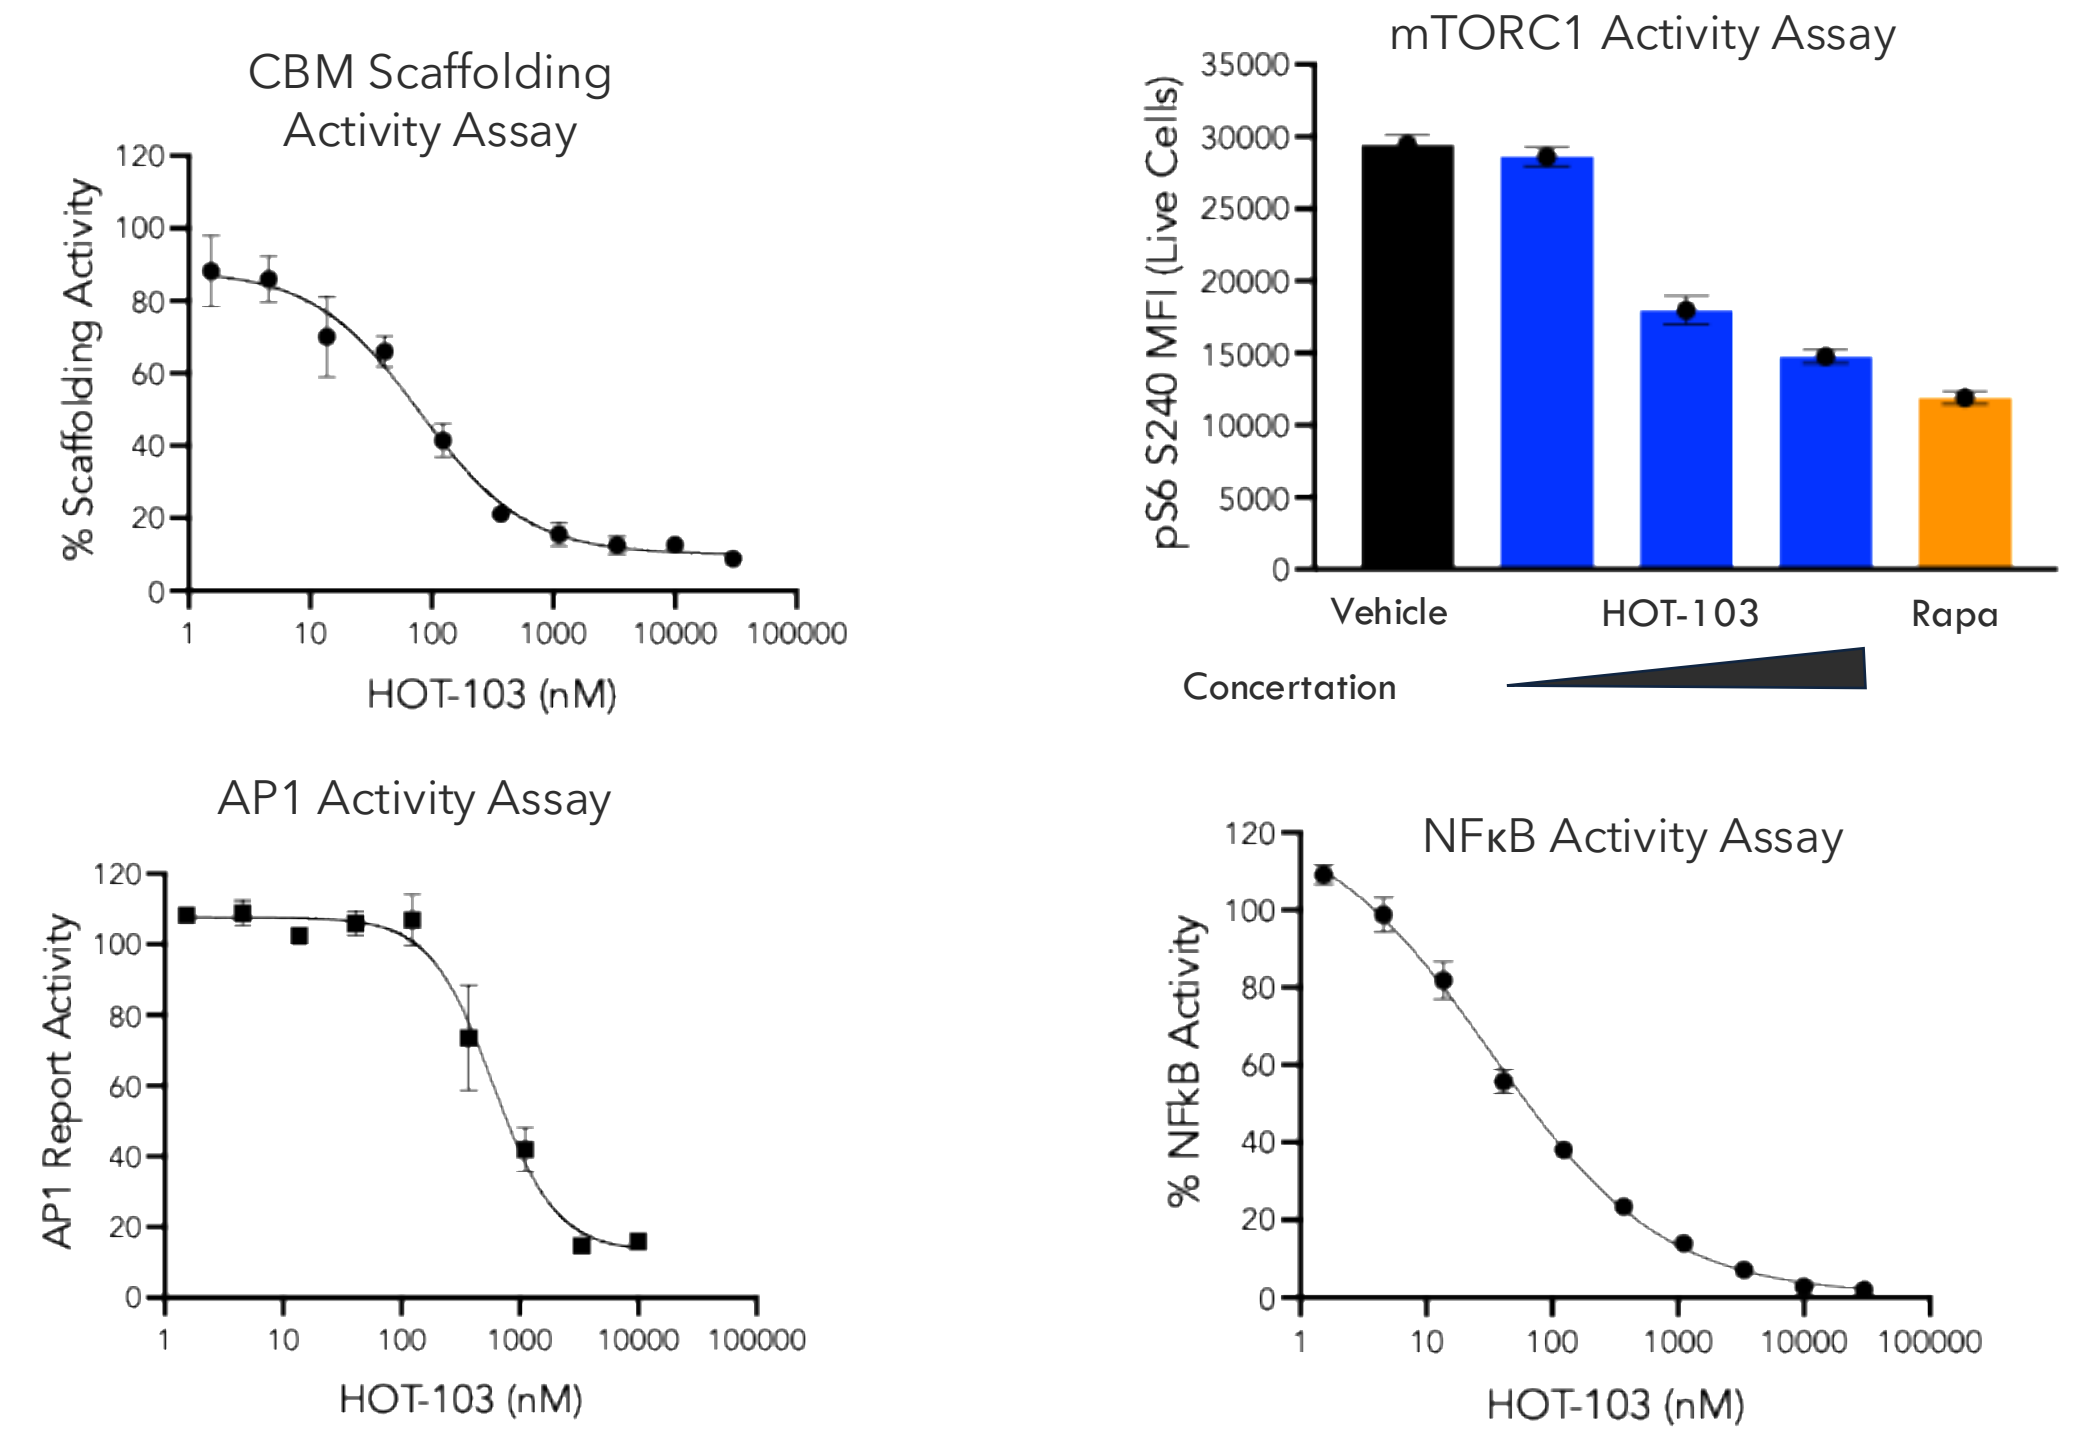 CBM Scaffolding
Activity Assay
% Scaffolding Activity
120
100
80
60
40
20
0
1 10 100 1000 10000 100000
HOT-103 (nM)
mTORC1 Activity Assay
pS6 S240 MFI (Live Cells)
35000
30000
25000
20000
15000
10000
5000
0
Vehicle HOT-103 Rapa
Concertation
AP1 Activity Assay
AP1 Report Activity
120
100
80
60
40
20
0
1 10 100 1000 10000 100000
HOT-103 (nM)
NFκB Activity Assay
% NFκB Activity
120
100
80
60
40
20
0
1 10 100 1000 10000 100000
HOT-103 (nM)